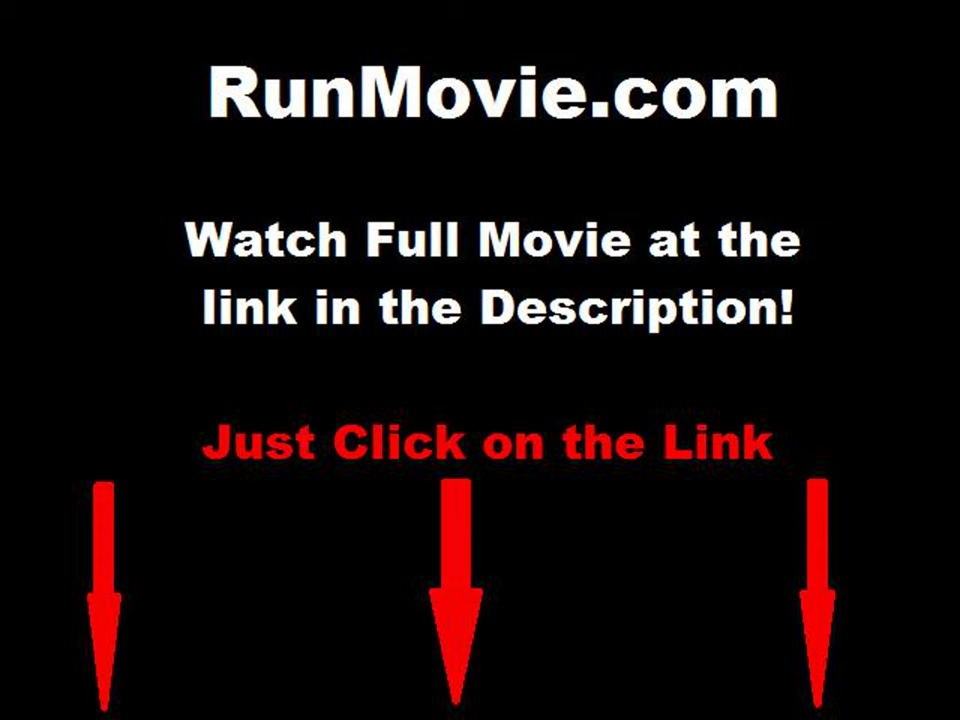 RunMovie.com
Watch Full Movie at the
link in the Description!
Just Click on the Link